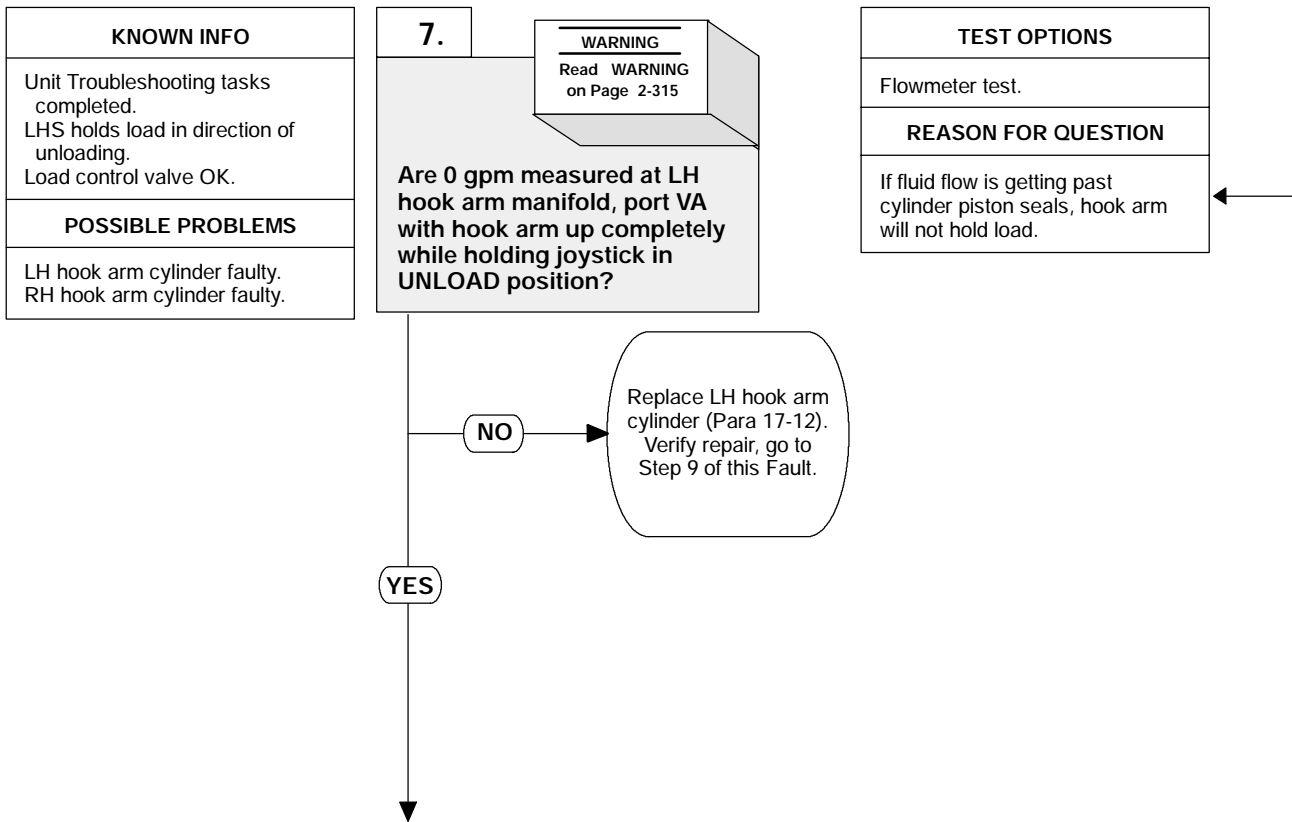 KNOWN INFO
Unit Troubleshooting tasks
completed.
LHS holds load in direction of
unloading.
Load control valve OK.
POSSIBLE PROBLEMS
LH hook arm cylinder faulty.
RH hook arm cylinder faulty.
7.
WARNING
Read WARNING
on Page 2-315
Are 0 gpm measured at LH
hook arm manifold, port VA
with hook arm up completely
while holding joystick in
UNLOAD position?
TEST OPTIONS
Flowmeter test.
REASON FOR QUESTION
If fluid flow is getting past
cylinder piston seals, hook arm
will not hold load.
NO
Replace LH hook arm
cylinder (Para 17-12).
Verify repair, go to
Step 9 of this Fault.
YES